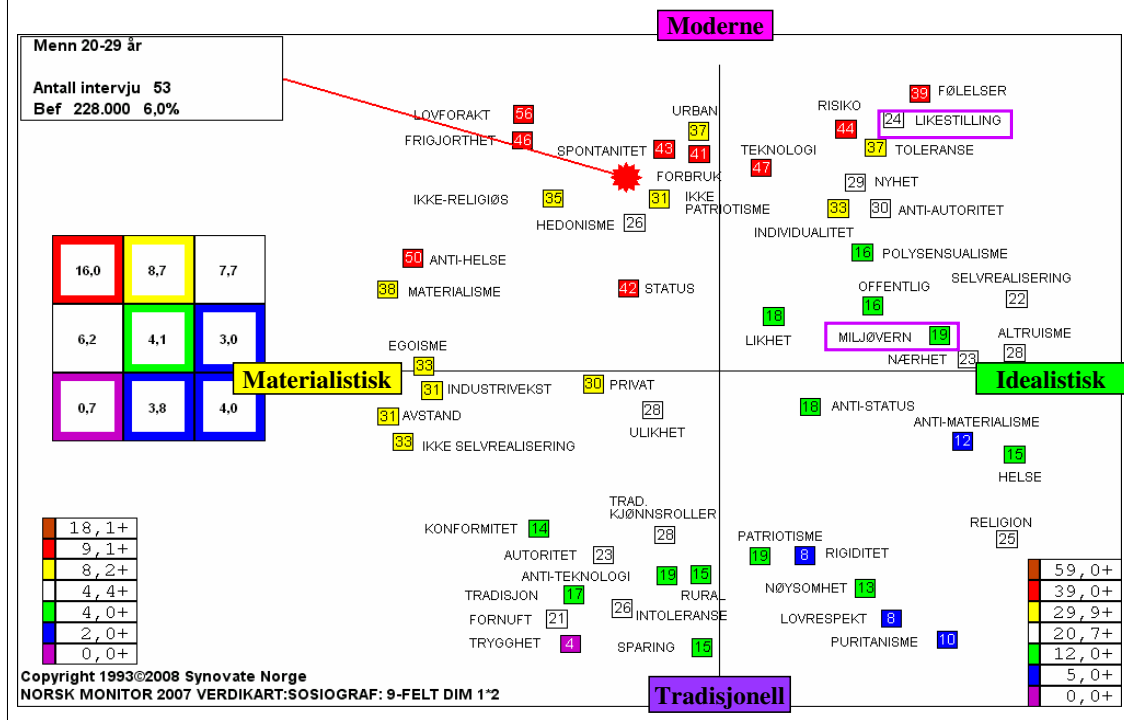 Moderne
Menn 20-29 år
Antall intervju 53
Bef 228.000 6,0%
39 FØLELSER
LOVFORAKT 56
URBAN
37
RISIKO
44
24 LIKESTILLING
FRIGJORTHET 46
SPONTANITET 43
41
FORBRUK
TEKNOLOGI
47
37
TOLERANSE
29 NYHET
IKKE-RELIGIØS 35
31 IKKE
PATRIOTISME
33
30 ANTI-AUTORITET
HEDONISME 26
INDIVIDUALITET
16 POLYSENSUALISME
50 ANTI-HELSE
38 MATERIALISME
42 STATUS
SELVREALISERING
22
OFFENTLIG
16
18
LIKHET
MILJØVERN 19
ALTRUISME
28
NÆRHET 23
16,0 8,7 7,7
6,2 4,1 3,0
0,7 3,8 4,0
EGOISME
33
Materialistisk
Idealistisk
31 INDUSTRIVEKST
30 PRIVAT
31 AVSTAND
28
ULIKHET
18 ANTI-STATUS
ANTI-MATERIALISME
12
33 IKKE SELVREALISERING
15
HELSE
KONFORMITET 14
TRAD.
KJØNNSROLLER
28
AUTORITET 23
PATRIOTISME
19
8 RIGIDITET
RELIGION
25
ANTI-TEKNOLOGI 19
15
RURAL
TRADISJON 17
26 INTOLERANSE
NØYSOMHET 13
FORNUFT 21
LOVRESPEKT 8
TRYGGHET 4
SPARING 15
PURITANISME 10
18,1+
9,1+
8,2+
4,4+
4,0+
2,0+
0,0+
59,0+
39,0+
29,9+
20,7+
12,0+
5,0+
0,0+
Copyright 1993©2008 Synovate Norge
NORSK MONITOR 2007 VERDIKART:SOSIOGRAF: 9-FELT DIM 1*2
Tradisjonell